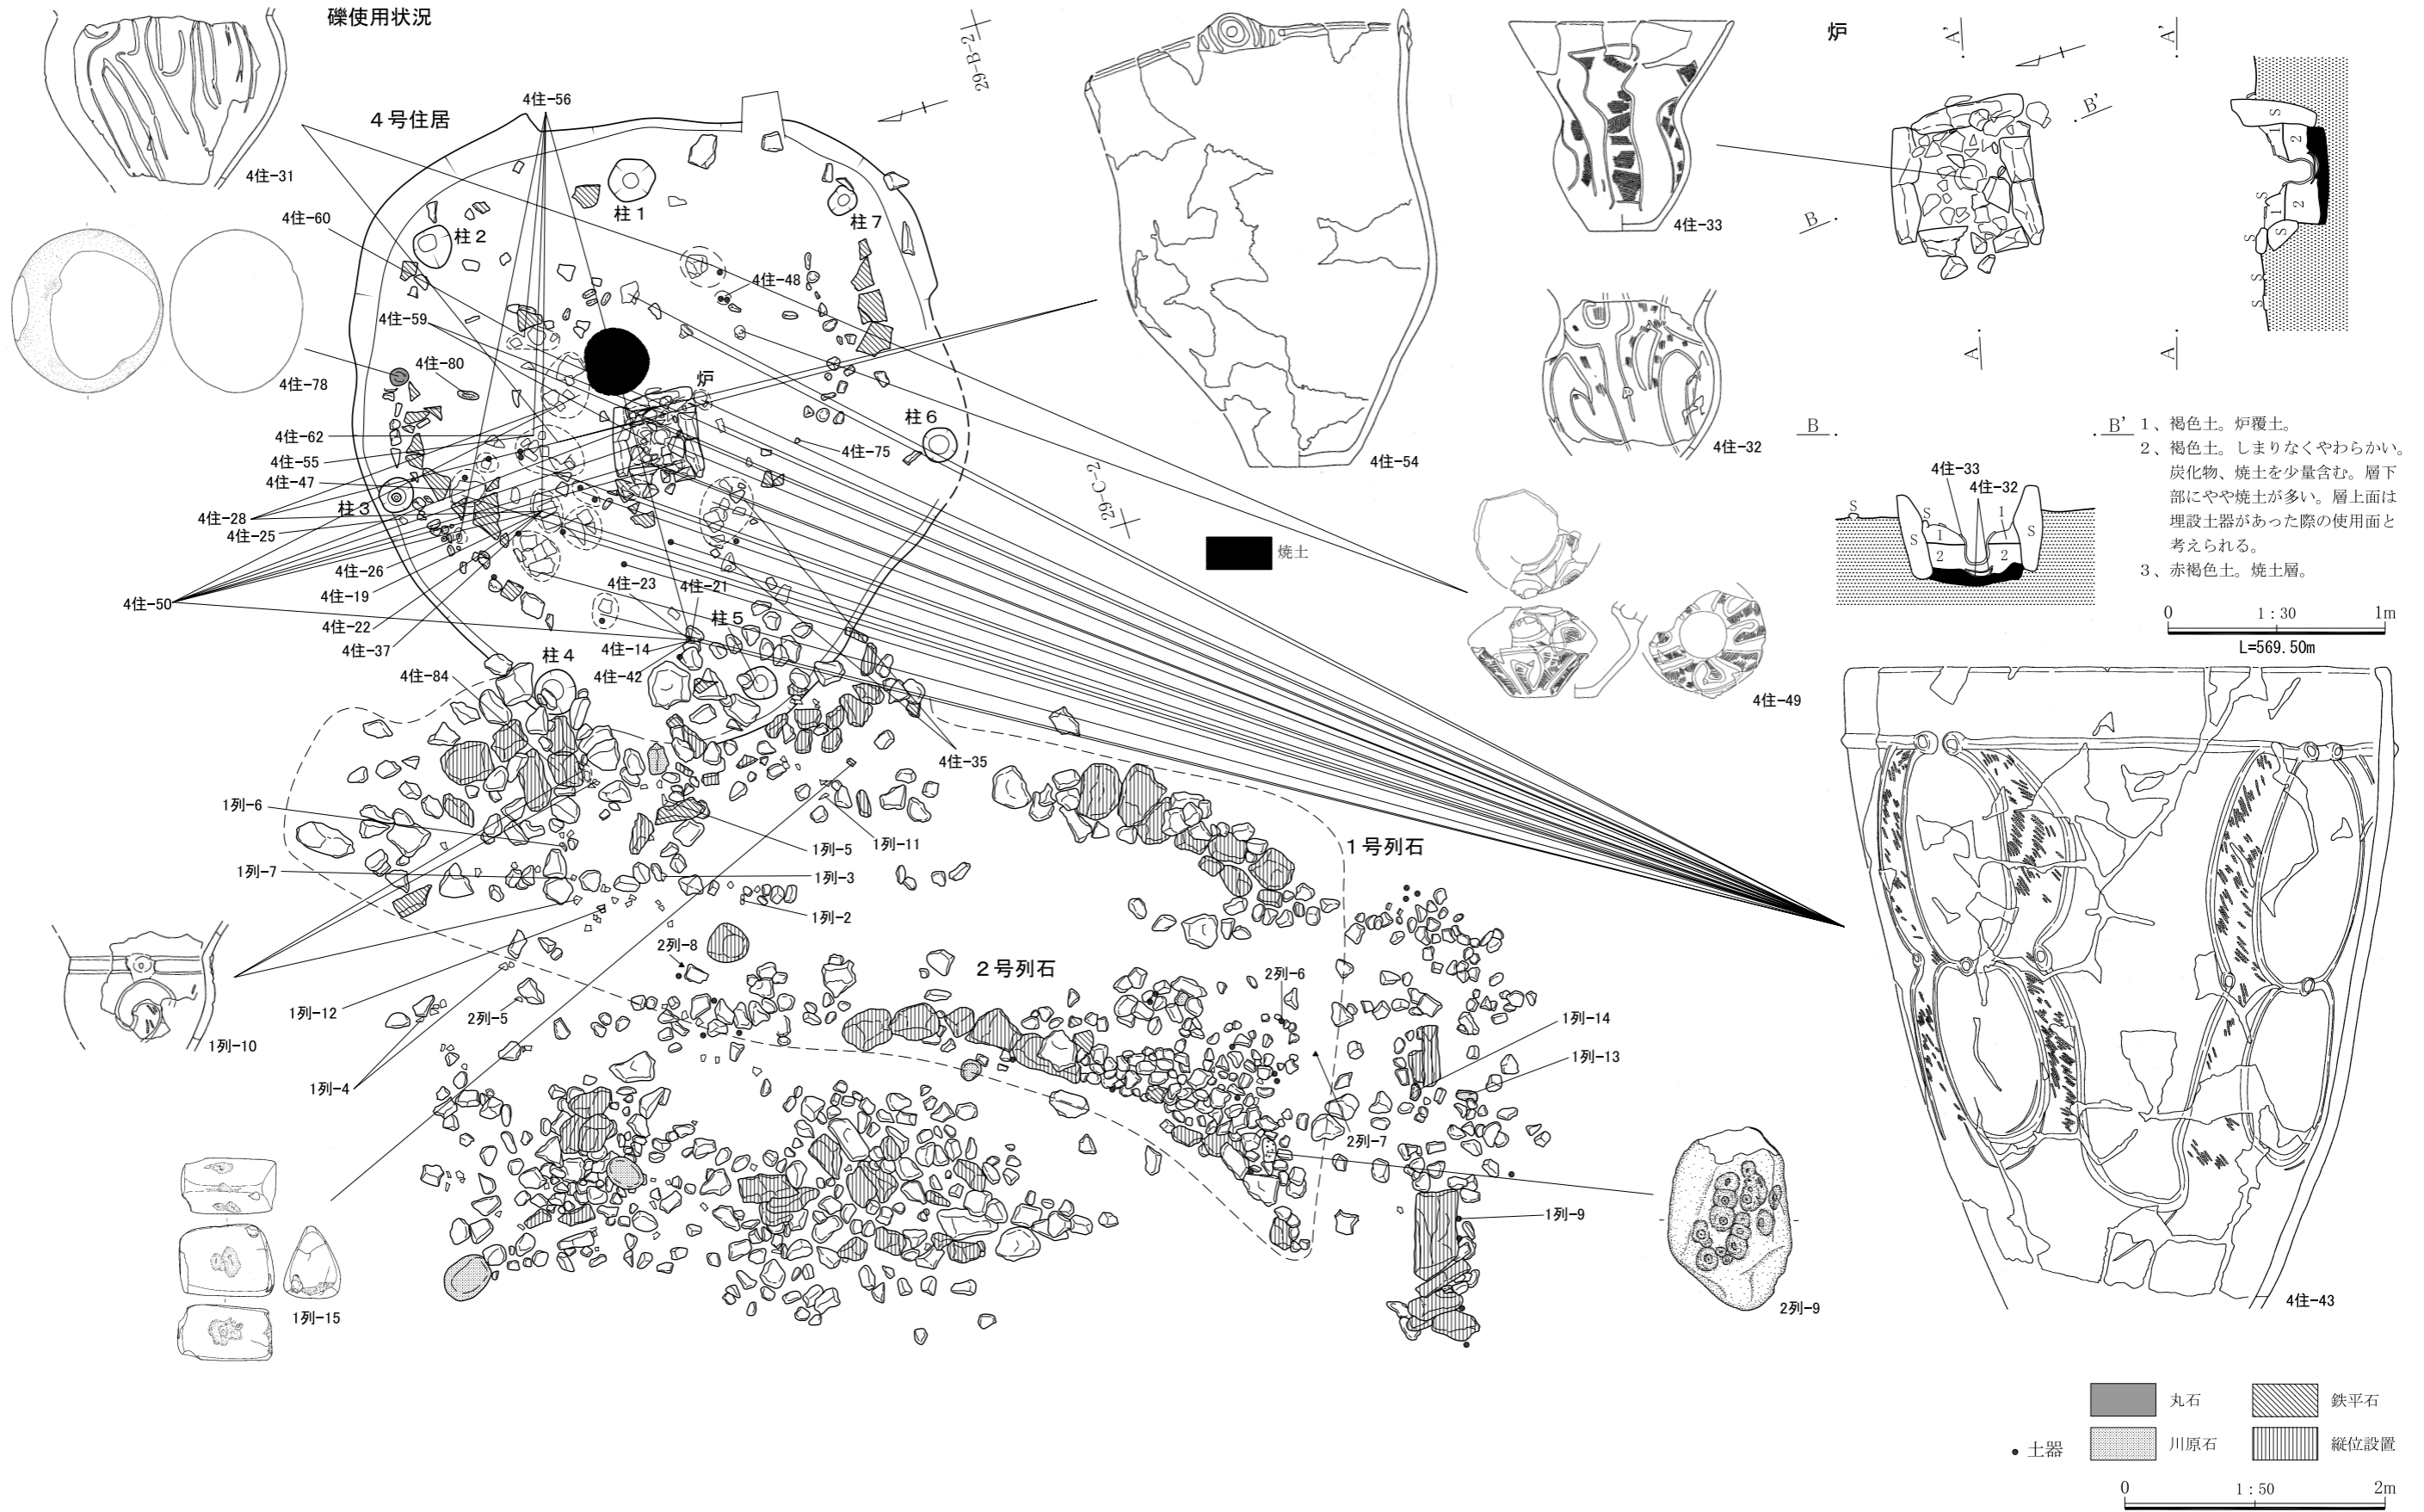 礫使用状況
4住-31
4号住居
4住-56
29-B-2
柱1
柱2
柱7
4住-60
4住-48
4住-59
4住-80
4住-78
炉
4住-62
4住-55
4住-47
柱3
4住-28
4住-25
4住-26
4住-19
4住-50
4住-22
4住-37
4住-75
柱6
29-C-2
4住-23
4住-21
柱5
4住-14
4住-42
柱4
4住-84
4住-35
4住-54
焼土
4住-33
4住-32
4住-49
炉
A'
A'
B'
B
A
A
S
1
2
S
1
2
S
S
S
S
B
B'
4住-33
4住-32
S
S
S
1
1
2
2
S
1、褐色土。炉覆土。
2、褐色土。しまりなくやわらかい。
炭化物、焼土を少量含む。層下
部にやや焼土が多い。層上面は
埋設土器があった際の使用面と
考えられる。
3、赤褐色土。焼土層。
0 1:30 1m
L=569.50m
1列-6
1列-7
1列-5
1列-11
1列-3
1列-2
1号列石
2列-8
2号列石
2列-6
1列-12
2列-5
1列-10
1列-4
1列-14
1列-13
2列-7
1列-9
1列-15
2列-9
4住-43
丸石
鉄平石
土器
川原石
縦位設置
0 1:50 2m